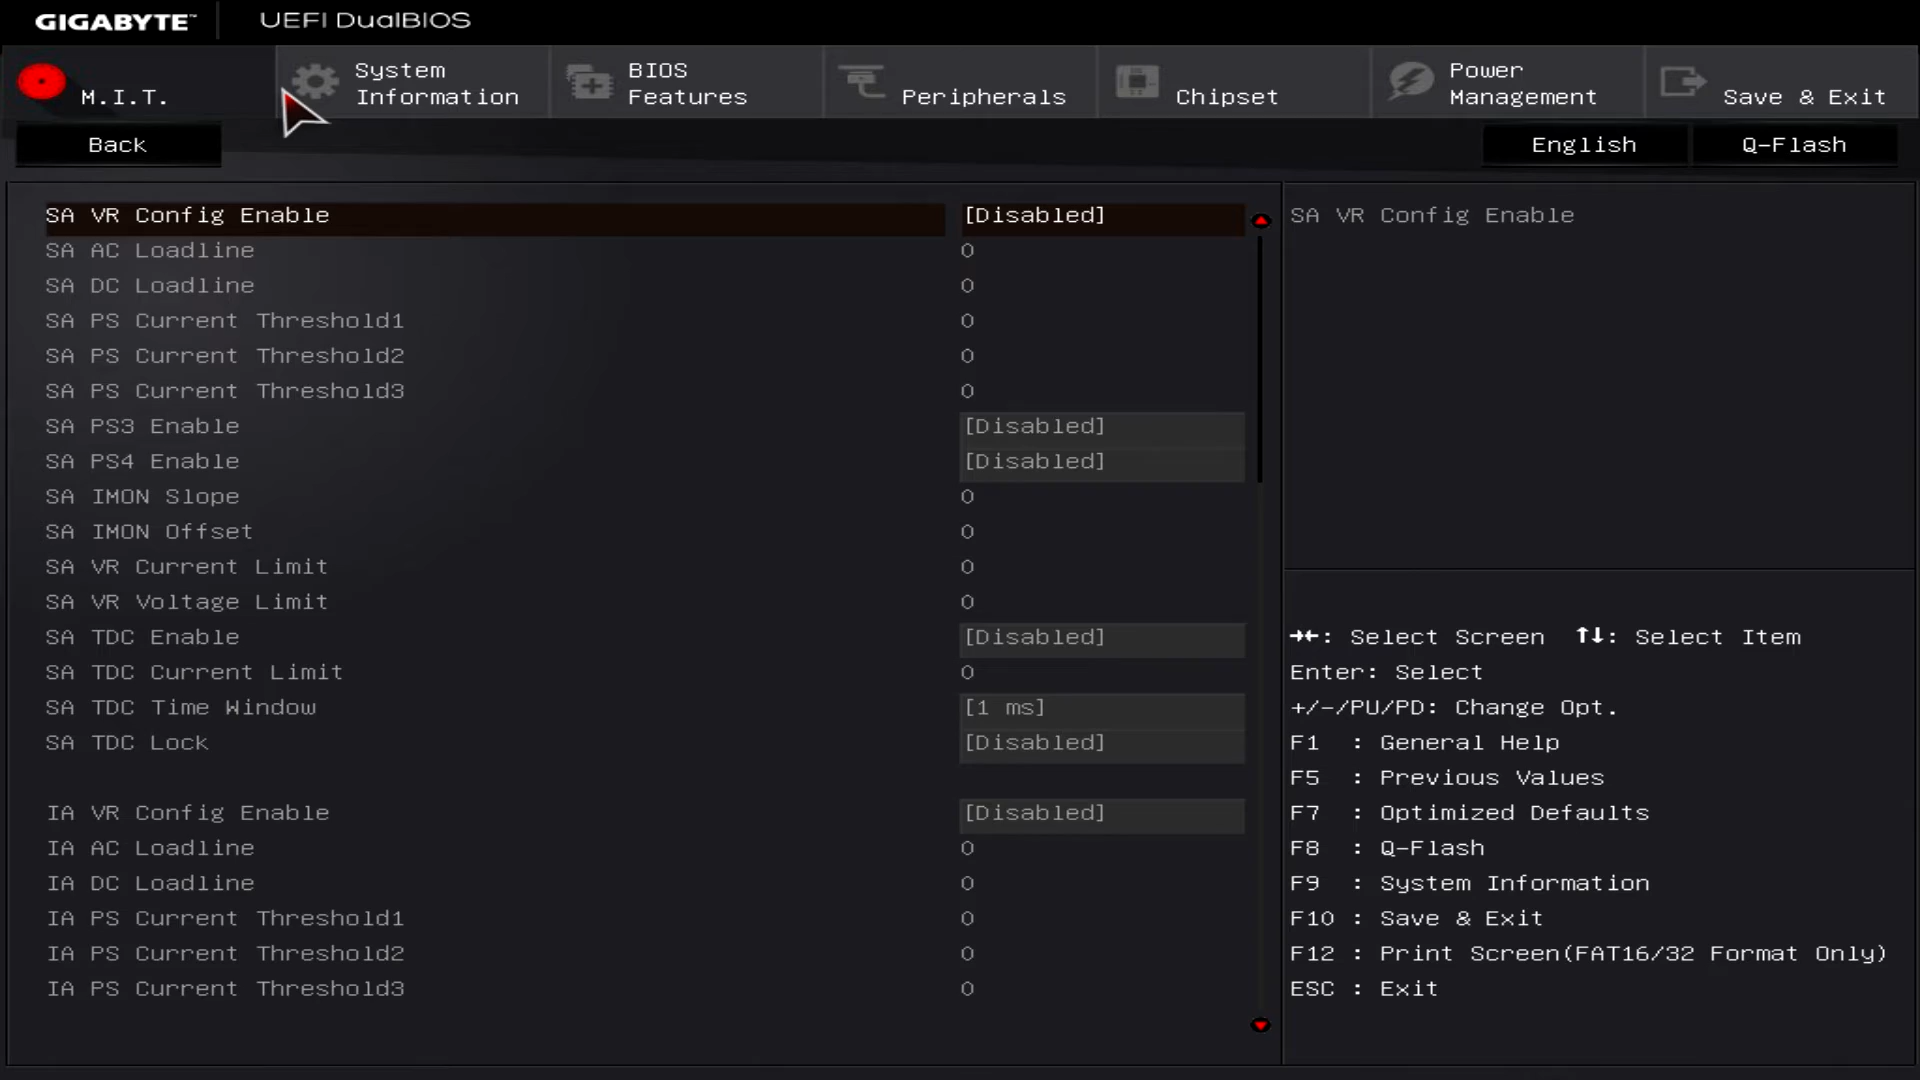 GIGABYTE™ UEFI DualBIOS
M.I.T.
System
Information
BIOS
Features
Peripherals
Chipset
Power
Management
Save & Exit
Back
English
Q-Flash
SA VR Config Enable [Disabled]
SA AC Loadline 0
SA DC Loadline 0
SA PS Current Threshold1 0
SA PS Current Threshold2 0
SA PS Current Threshold3 0
SA PS3 Enable [Disabled]
SA PS4 Enable [Disabled]
SA IMON Slope 0
SA IMON Offset 0
SA VR Current Limit 0
SA VR Voltage Limit 0
SA TDC Enable [Disabled]
SA TDC Current Limit 0
SA TDC Time Window [1 ms]
SA TDC Lock [Disabled]
IA VR Config Enable [Disabled]
IA AC Loadline 0
IA DC Loadline 0
IA PS Current Threshold1 0
IA PS Current Threshold2 0
IA PS Current Threshold3 0
SA VR Config Enable
→←: Select Screen ↑↓: Select Item
Enter: Select
+/-/PU/PD: Change Opt.
F1 : General Help
F5 : Previous Values
F7 : Optimized Defaults
F8 : Q-Flash
F9 : System Information
F10 : Save & Exit
F12 : Print Screen(FAT16/32 Format Only)
ESC : Exit